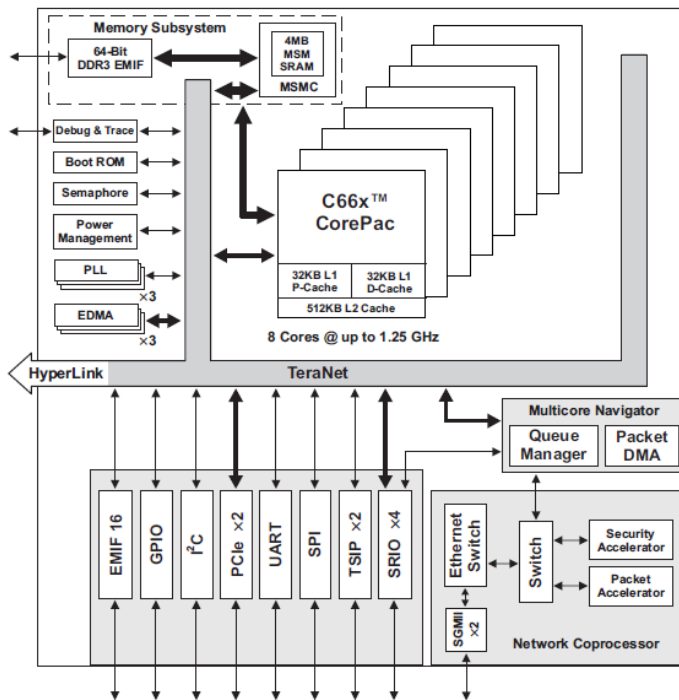 Memory Subsystem
64-Bit
DDR3 EMIF
4MB
MSM
SRAM
MSMC
Debug & Trace
Boot ROM
Semaphore
Power
Management
PLL
×3
EDMA
×3
C66x™
CorePac
32KB L1
P-Cache
32KB L1
D-Cache
512KB L2 Cache
8 Cores @ up to 1.25 GHz
HyperLink
TeraNet
Multicore Navigator
Queue
Manager
Packet
DMA
EMIF 16
GPIO
I²C
PCIe ×2
UART
SPI
TSIP ×2
SRIO ×4
Ethernet
Switch
Switch
Security
Accelerator
Packet
Accelerator
SGMII
×2
Network Coprocessor